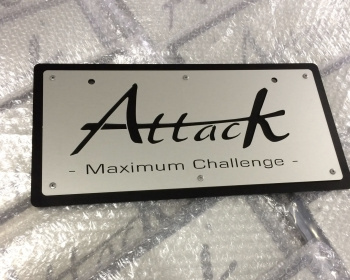 Attack
- Maximum Challenge -